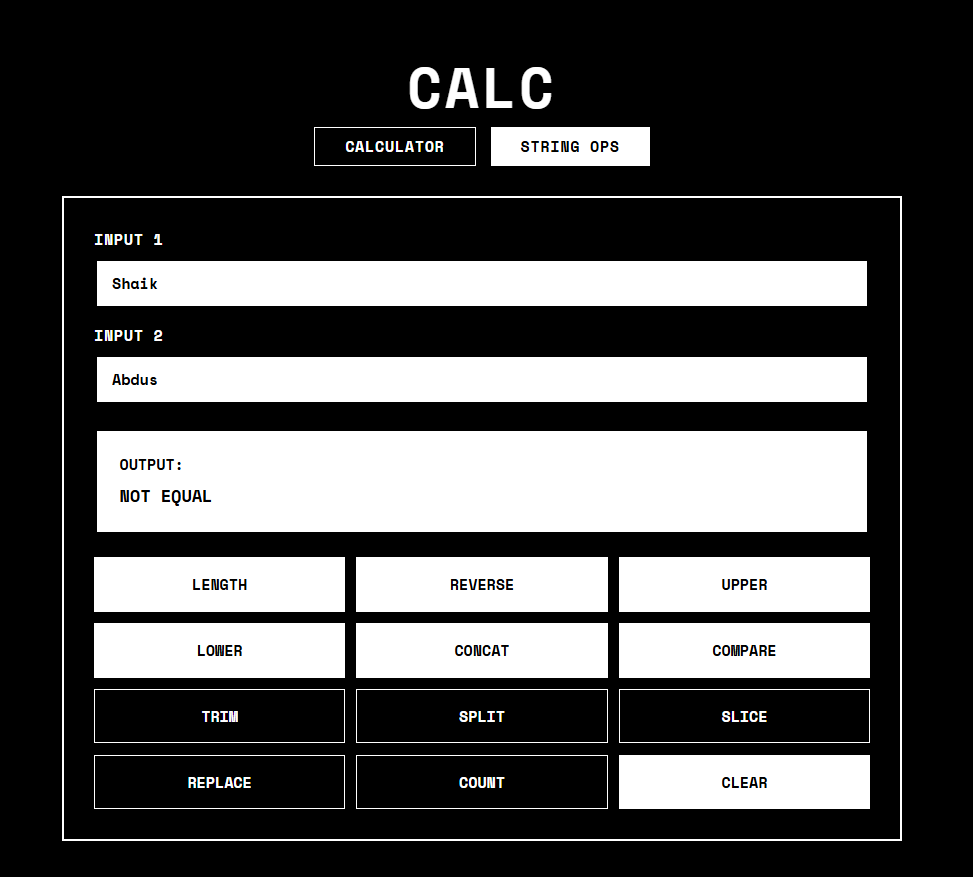 CALC
CALCULATOR STRING OPS
INPUT 1
Shaik
INPUT 2
Abdus
OUTPUT:
NOT EQUAL
LENGTH REVERSE UPPER
LOWER CONCAT COMPARE
TRIM SPLIT SLICE
REPLACE COUNT CLEAR